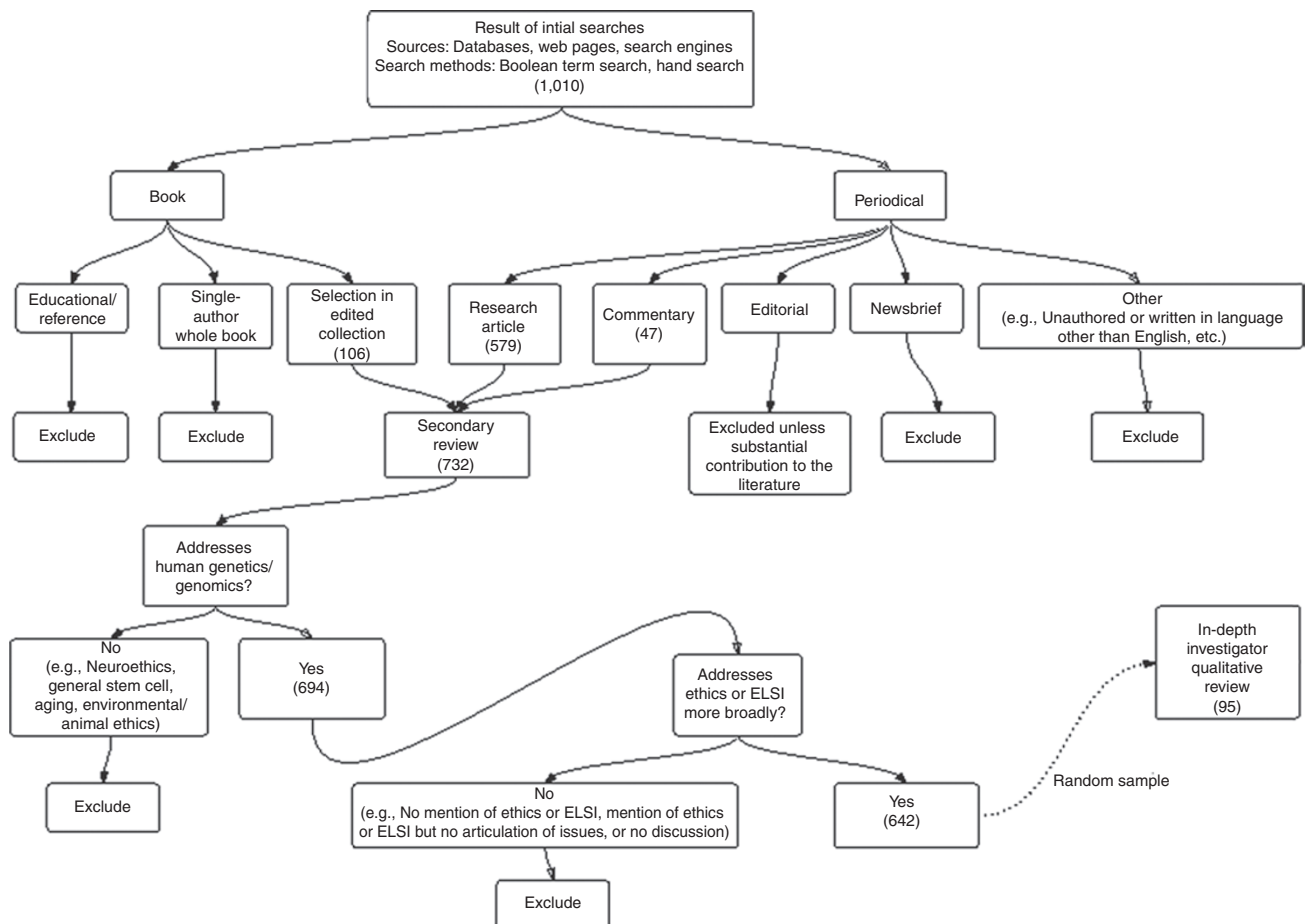 Result of intial searches
Sources: Databases, web pages, search engines
Search methods: Boolean term search, hand search
(1,010)
Book
Periodical
Educational/
reference
Single-
author
whole book
Selection in
edited
collection
(106)
Research
article
(579)
Commentary
(47)
Editorial
Newsbrief
Other
(e.g., Unauthored or written in language
other than English, etc.)
Exclude
Exclude
Secondary
review
(732)
Excluded unless
substantial
contribution to the
literature
Exclude
Exclude
Addresses
human genetics/
genomics?
No
(e.g., Neuroethics,
general stem cell,
aging, environmental/
animal ethics)
Yes
(694)
Addresses
ethics or ELSI
more broadly?
In-depth
investigator
qualitative
review
(95)
Exclude
No
(e.g., No mention of ethics or ELSI, mention of ethics
or ELSI but no articulation of issues, or no discussion)
Yes
(642)
Random sample
Exclude